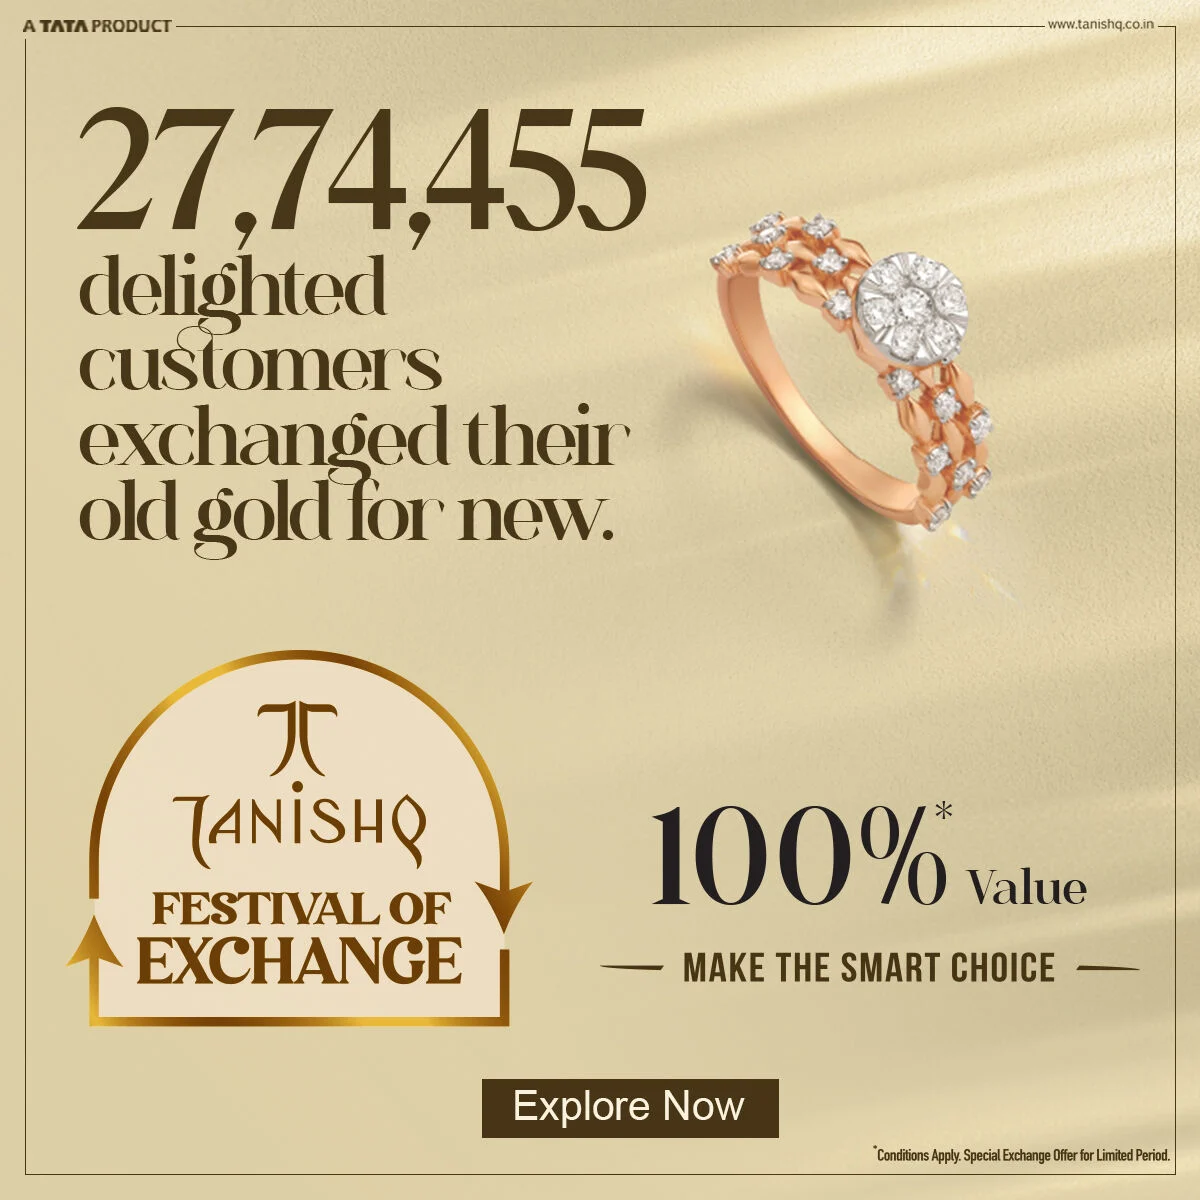 A TATA PRODUCT
www.tanishq.co.in
27,74,455
delighted
customers
exchanged their
old gold for new.
TANISHQ
FESTIVAL OF
EXCHANGE
100%* Value
MAKE THE SMART CHOICE
Explore Now
*Conditions Apply. Special Exchange Offer for Limited Period.